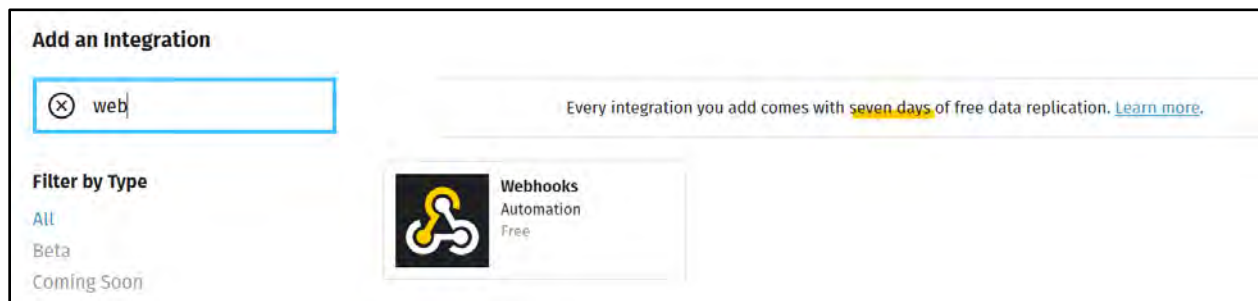 Add an Integration
web
Every integration you add comes with seven days of free data replication. Learn more.
Filter by Type
All
Beta
Coming Soon
Webhooks
Automation
Free